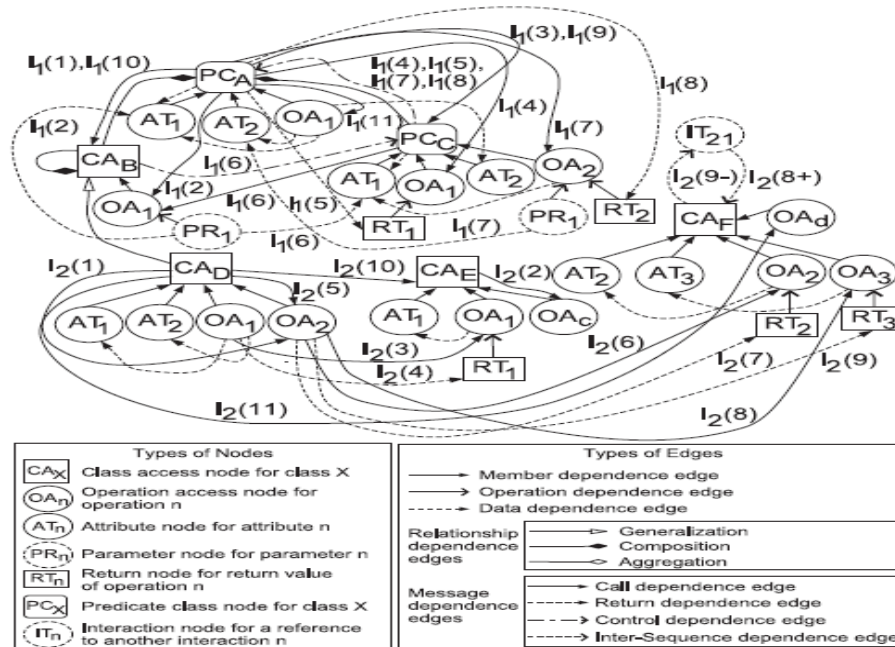 I1(3),I1(9)
I1(1),I1(10)
PCA
I1(4),I1(5),
I1(7),I1(8)
I1(8)
AT1
AT2
OA1
I1(11)
I1(4)
I1(2)
PCC
I1(7)
IT21
CAB
I1(6)
OA2
I2(9-)
I2(8+)
AT1
OA1
AT2
OA1
I1(2)
I1(6)
I1(5)
RT1
I1(7)
PR1
RT2
CAF
OAd
PR1
I1(6)
I2(1)
CAD
I2(10)
CAE
I2(2)
AT2
AT3
OA2
OA3
I2(5)
AT1
AT2
OA1
OA2
AT1
OA1
OAc
RT2
RT3
I2(3)
I2(6)
I2(4)
RT1
I2(7)
I2(9)
I2(11)
I2(8)
Types of Nodes
CAX Class access node for class X
OAn Operation access node for
operation n
ATn Attribute node for attribute n
PRn Parameter node for parameter n
RTn Return node for return value
of operation n
PCX Predicate class node for class X
ITn Interaction node for a reference
to another interaction n
Types of Edges
Member dependence edge
Operation dependence edge
Data dependence edge
Relationship
dependence
edges
Generalization
Composition
Aggregation
Message
dependence
edges
Call dependence edge
Return dependence edge
Control dependence edge
Inter-Sequence dependence edge